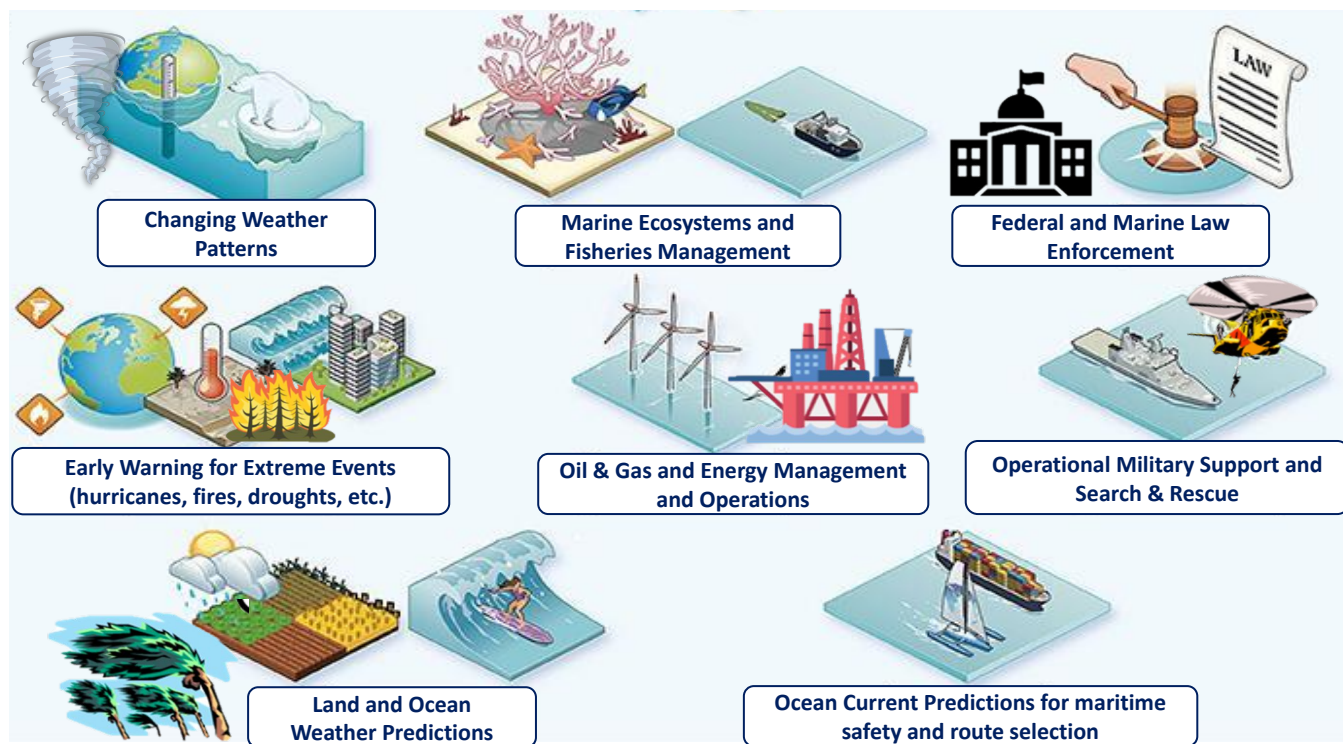 LAW
Changing Weather
Patterns
Marine Ecosystems and
Fisheries Management
Federal and Marine Law
Enforcement
Early Warning for Extreme Events
(hurricanes, fires, droughts, etc.)
Oil & Gas and Energy Management
and Operations
Operational Military Support and
Search & Rescue
Land and Ocean
Weather Predictions
Ocean Current Predictions for maritime
safety and route selection